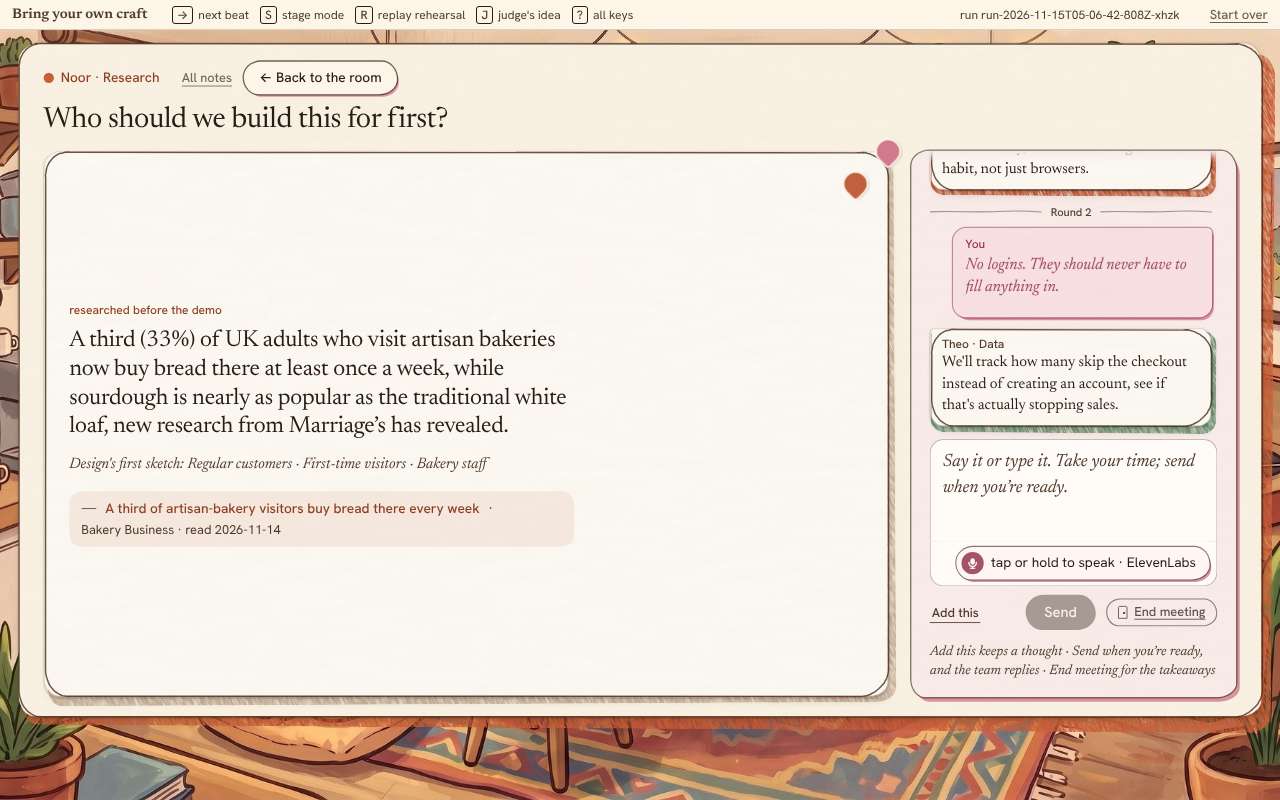 Bring your own craft
→ next beat S stage mode R replay rehearsal J judge's idea ? all keys
run run-2026-11-15T05-06-42-808Z-xhzk Start over
Noor · Research All notes ← Back to the room
Who should we build this for first?
researched before the demo
A third (33%) of UK adults who visit artisan bakeries
now buy bread there at least once a week, while
sourdough is nearly as popular as the traditional white
loaf, new research from Marriage’s has revealed.
Design's first sketch: Regular customers · First-time visitors · Bakery staff
— A third of artisan-bakery visitors buy bread there every week ·
Bakery Business · read 2026-11-14
habit, not just browsers.
Round 2
You
No logins. They should never have to
fill anything in.
Theo · Data
We'll track how many skip the checkout
instead of creating an account, see if
that's actually stopping sales.
Say it or type it. Take your time; send
when you’re ready.
tap or hold to speak · ElevenLabs
Add this Send End meeting
Add this keeps a thought · Send when you’re ready,
and the team replies · End meeting for the takeaways